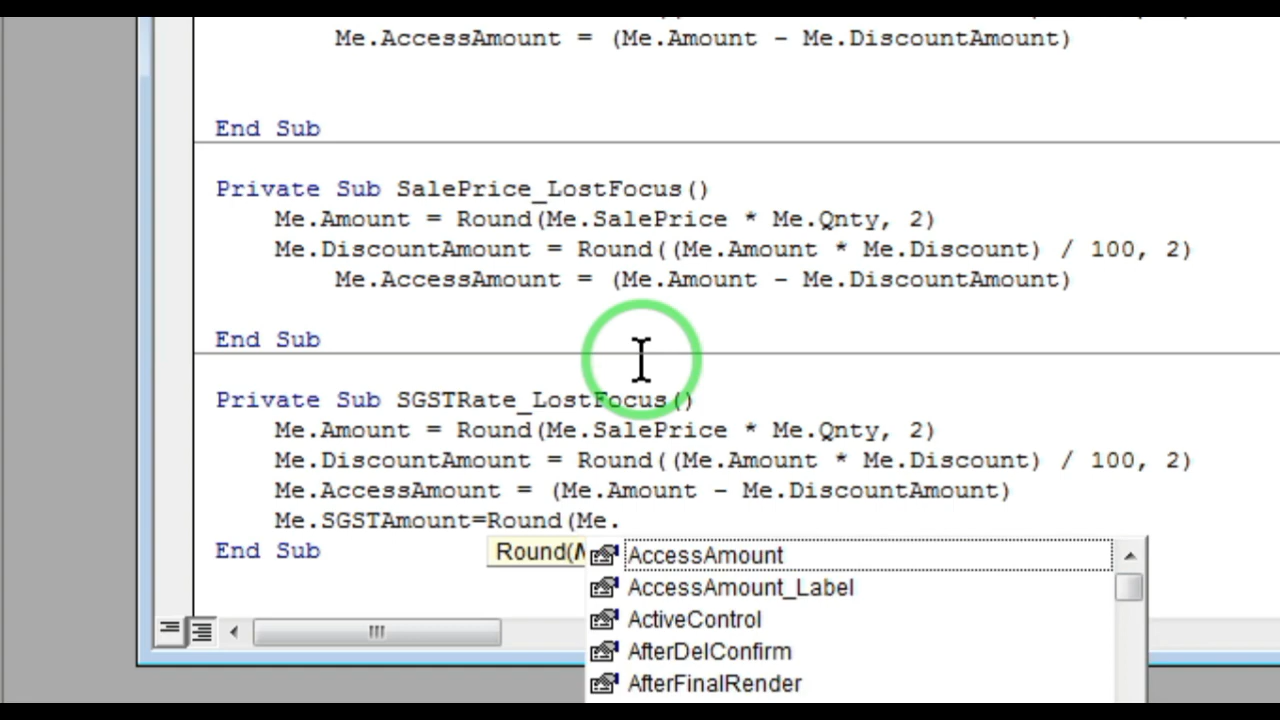 Me.AccessAmount = (Me.Amount - Me.DiscountAmount)
End Sub
Private Sub SalePrice_LostFocus()
Me.Amount = Round(Me.SalePrice * Me.Qnty, 2)
Me.DiscountAmount = Round((Me.Amount * Me.Discount) / 100, 2)
Me.AccessAmount = (Me.Amount - Me.DiscountAmount)
End Sub
Private Sub SGSTRate_LostFocus()
Me.Amount = Round(Me.SalePrice * Me.Qnty, 2)
Me.DiscountAmount = Round((Me.Amount * Me.Discount) / 100, 2)
Me.AccessAmount = (Me.Amount - Me.DiscountAmount)
Me.SGSTAmount=Round(Me.
End Sub
Round(
AccessAmount
AccessAmount_Label
ActiveControl
AfterDelConfirm
AfterFinalRender